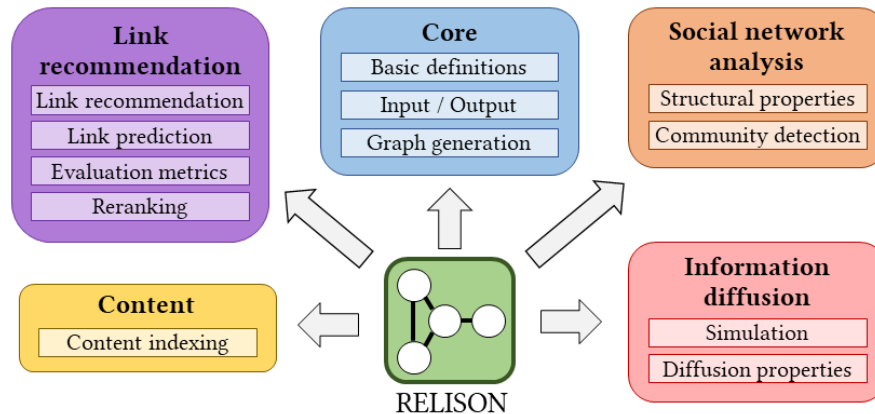 Link
recommendation
Link recommendation
Link prediction
Evaluation metrics
Reranking
Core
Basic definitions
Input / Output
Graph generation
Social network
analysis
Structural properties
Community detection
Content
Content indexing
RELISON
Information
diffusion
Simulation
Diffusion properties